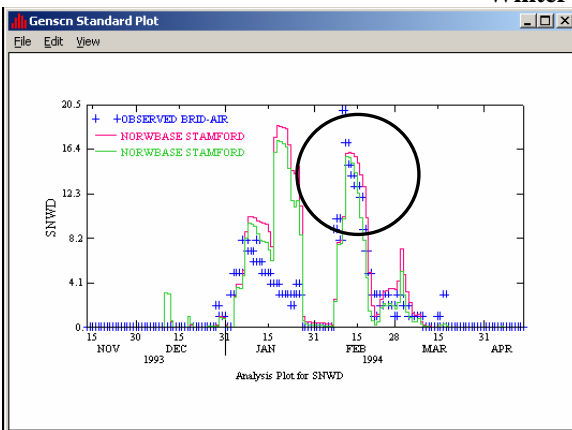 Winter
Genscn Standard Plot
File Edit View
20.5
+ +OBSERVED BRID-AIR
NORWBASE STAMFORD
NORWBASE STAMFORD
16.4
12.3
SNWD
8.2
4.1
0.
15 30 15 31 15 31 15 28 15 31
NOV DEC JAN FEB MAR APR
1993 1994
Analysis Plot for SNWD